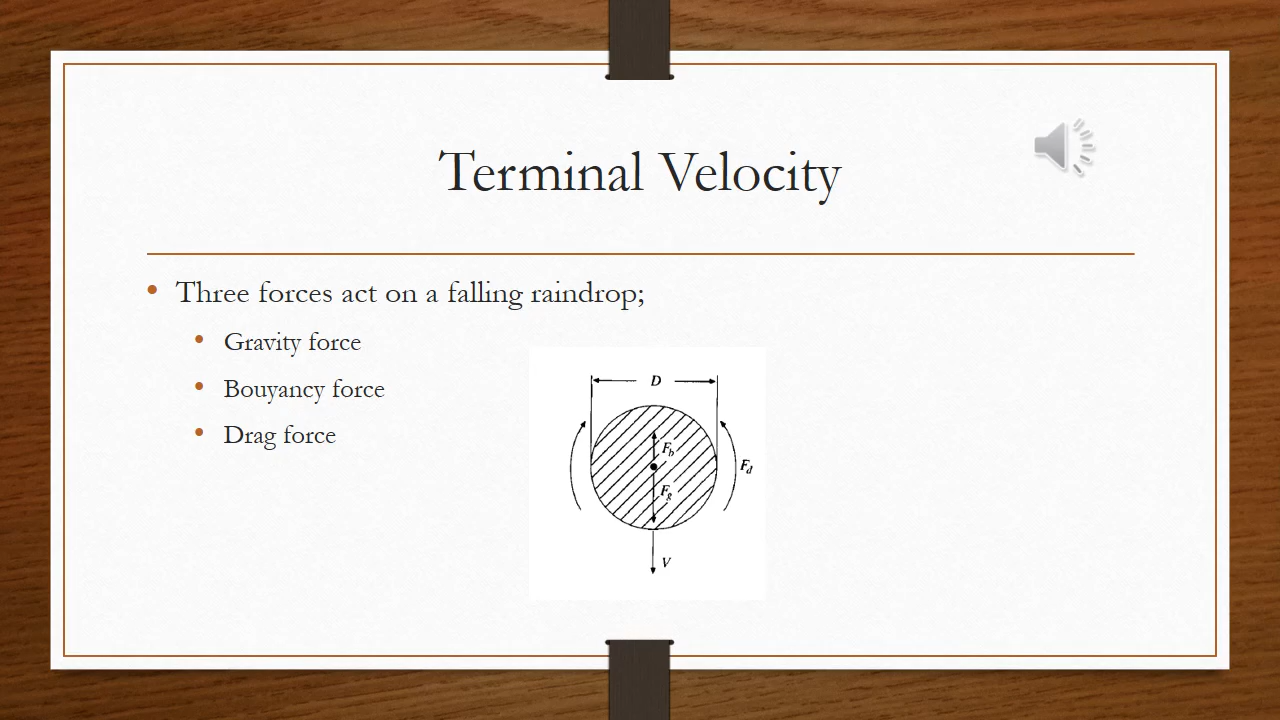 Terminal Velocity
Three forces act on a falling raindrop;
Gravity force
Bouyancy force
Drag force
D
Fb
Fd
Fg
V